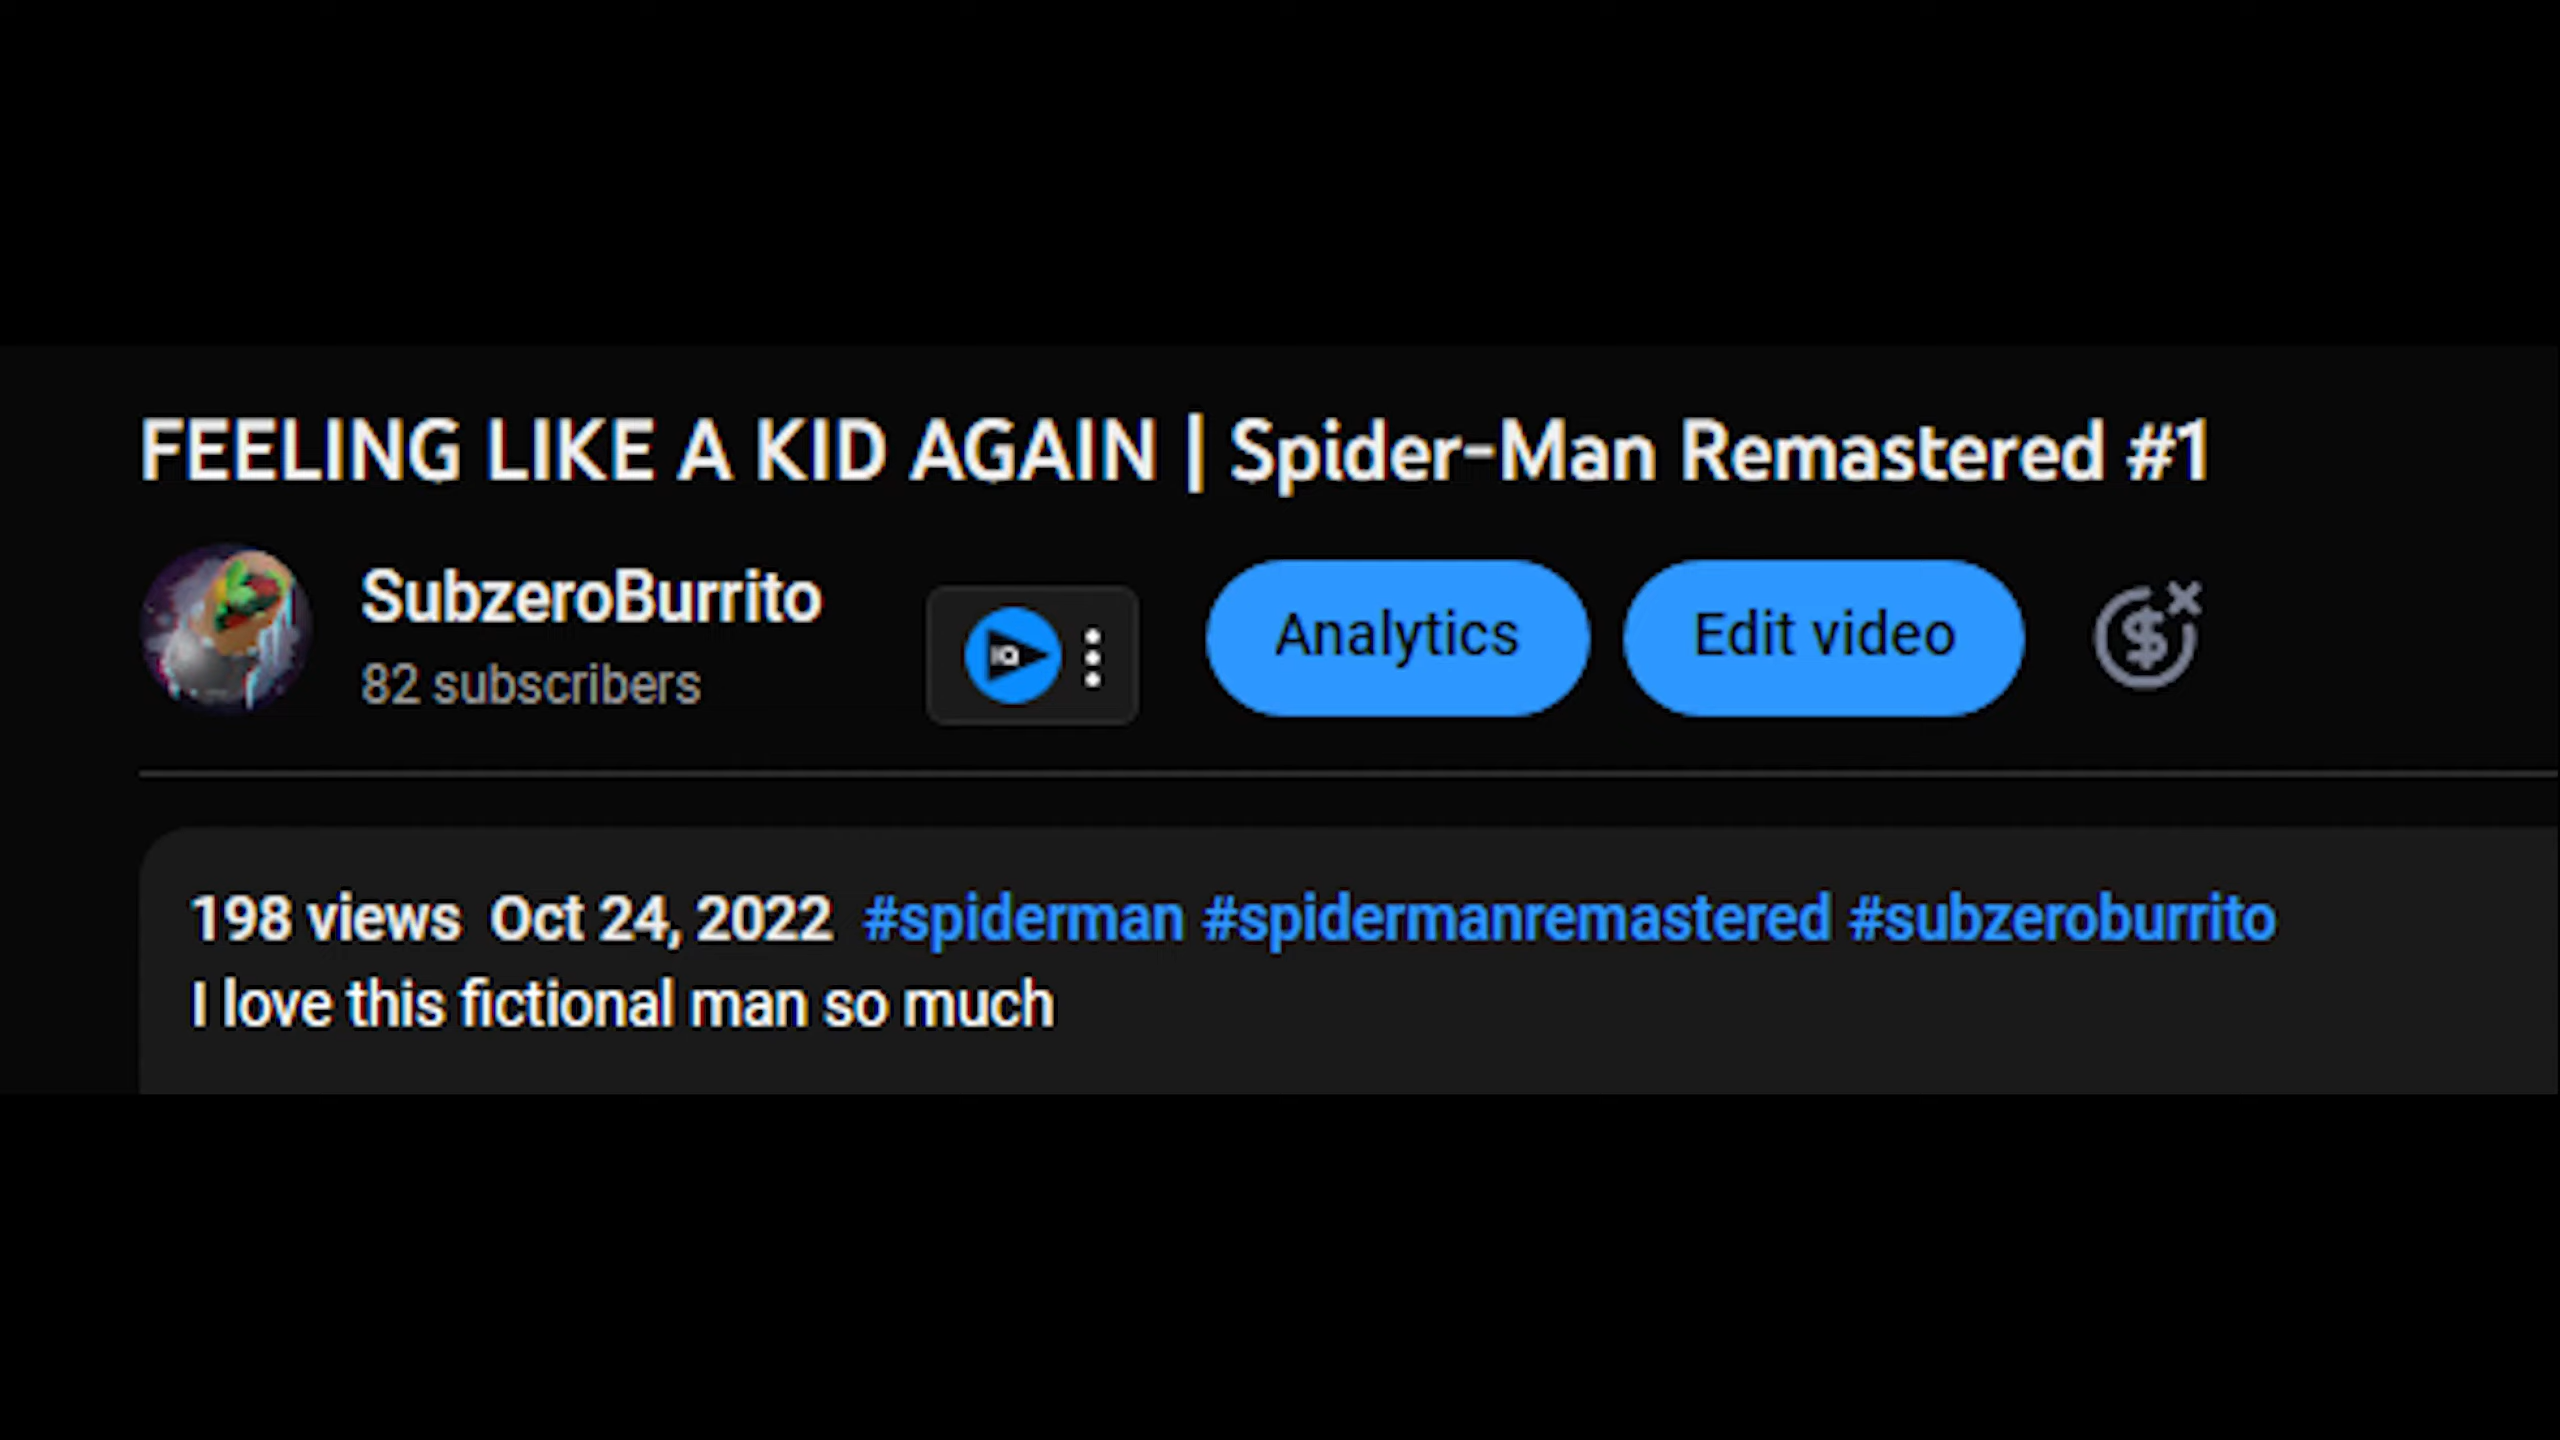 FEELING LIKE A KID AGAIN | Spider-Man Remastered #1
SubzeroBurrito
82 subscribers
IQ
Analytics
Edit video
198 views Oct 24, 2022 #spiderman #spidermanremastered #subzeroburrito
I love this fictional man so much